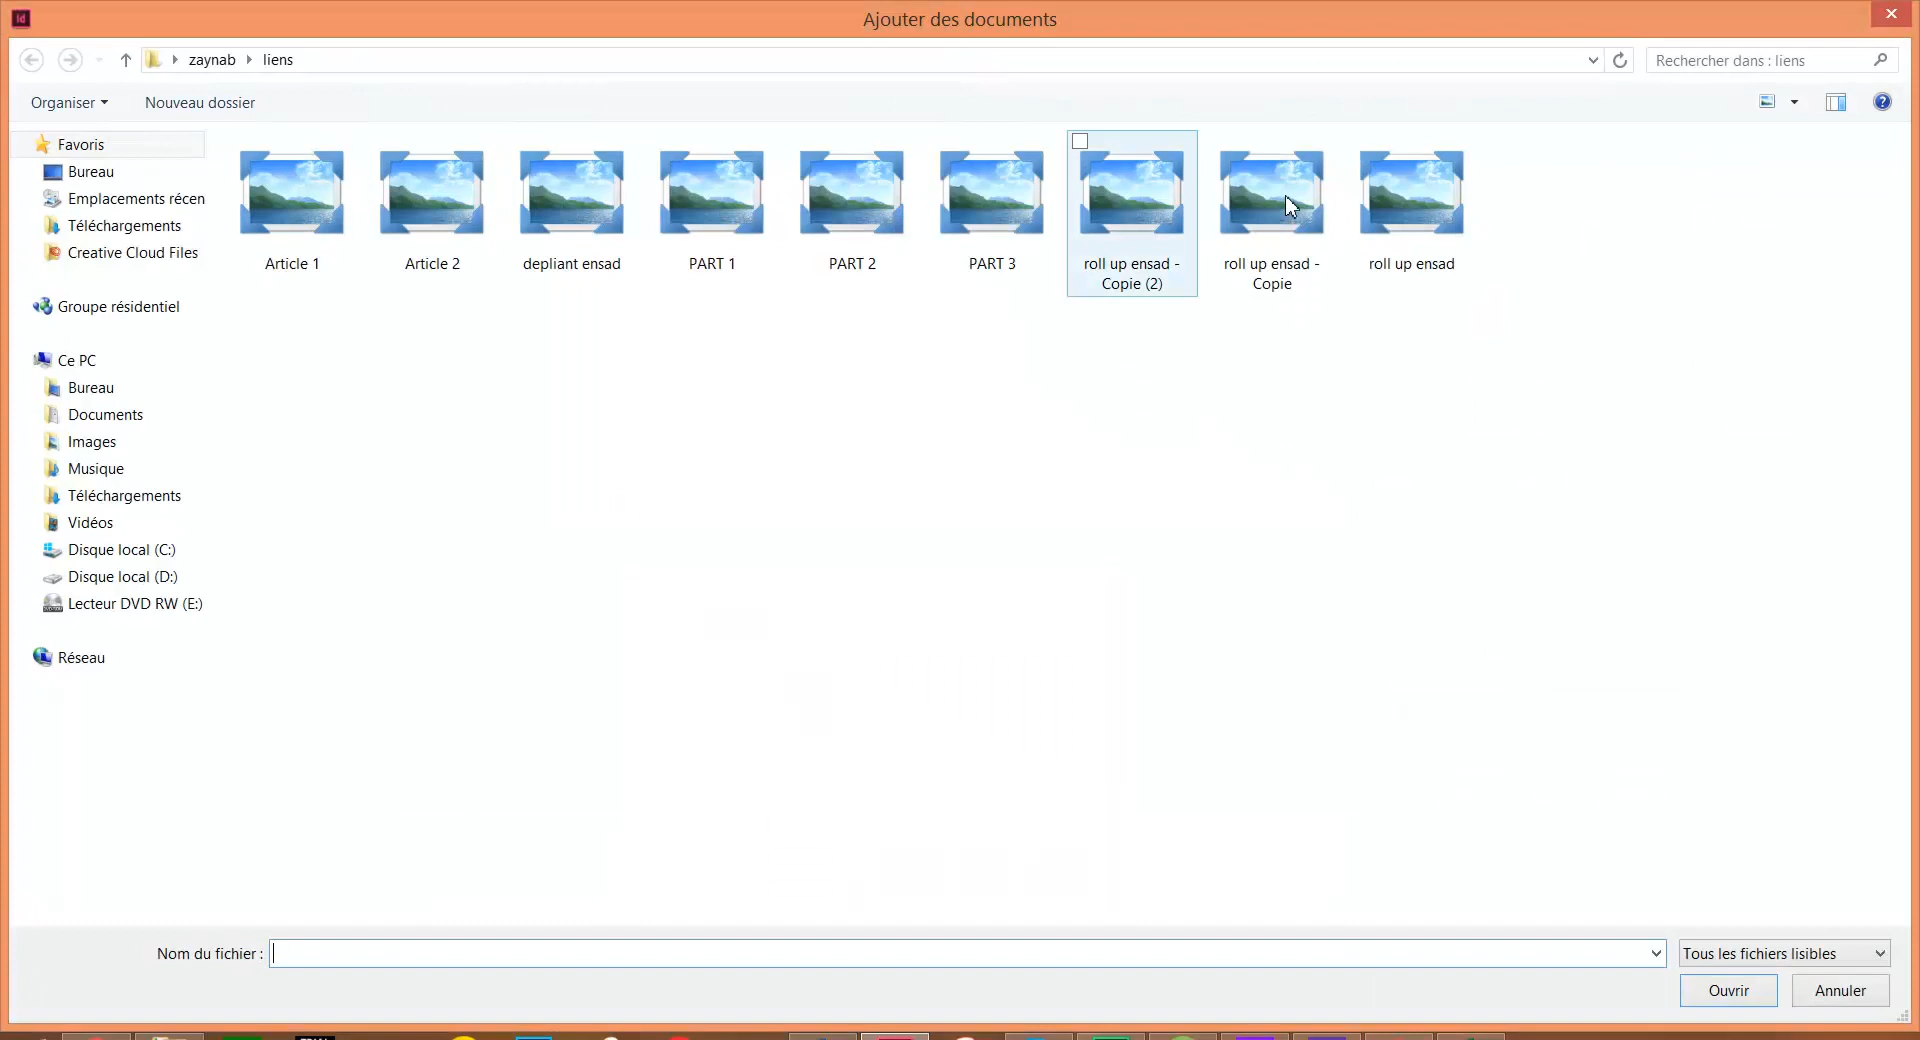 Id
Ajouter des documents
zaynab liens
Rechercher dans : liens
Organiser
Nouveau dossier
Favoris
Bureau
Emplacements récen
Téléchargements
Creative Cloud Files
Groupe résidentiel
Ce PC
Bureau
Documents
Images
Musique
Téléchargements
Vidéos
Disque local (C:)
Disque local (D:)
Lecteur DVD RW (E:)
Réseau
Article 1
Article 2
depliant ensad
PART 1
PART 2
PART 3
roll up ensad -
Copie (2)
roll up ensad -
Copie
roll up ensad
Nom du fichier :
Tous les fichiers lisibles
Ouvrir
Annuler